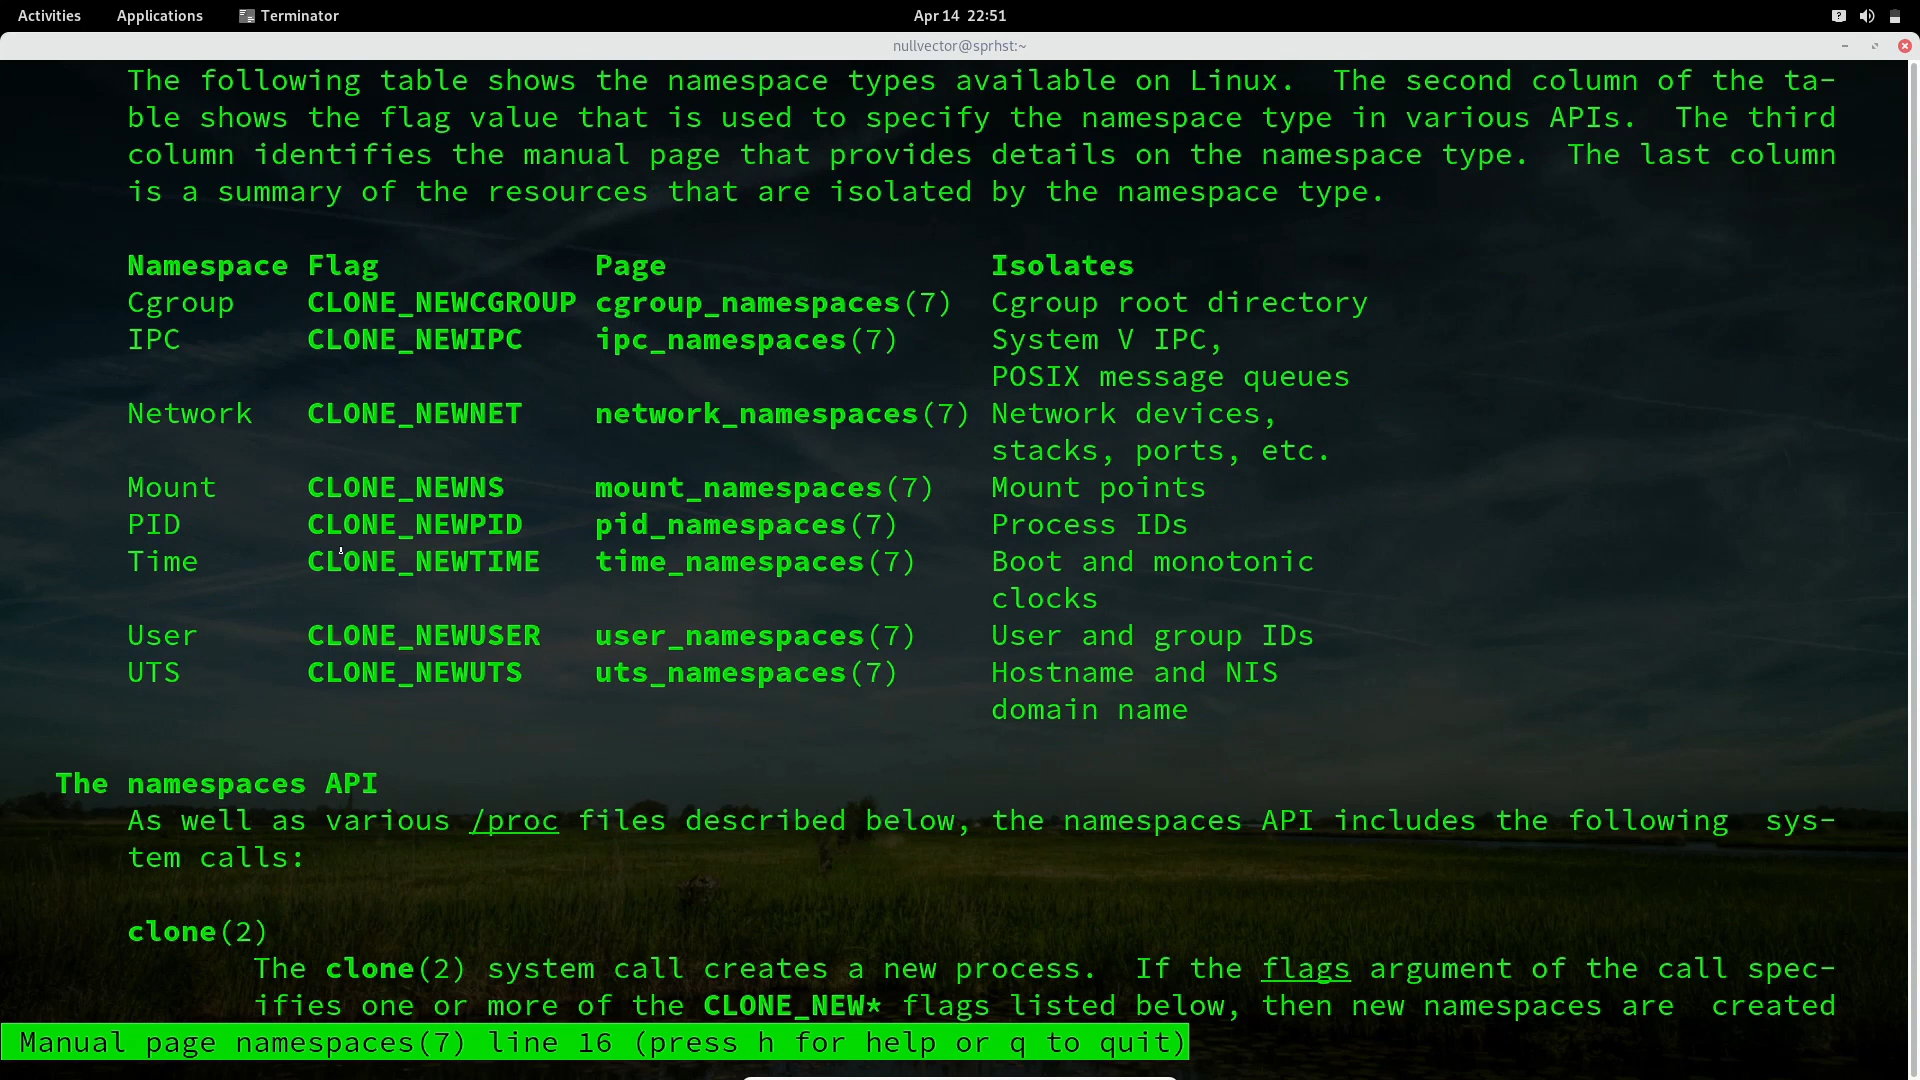 Activities Applications Terminator Apr 14 22:51
nullvector@sprhst:~
The following table shows the namespace types available on Linux. The second column of the ta-
ble shows the flag value that is used to specify the namespace type in various APIs. The third
column identifies the manual page that provides details on the namespace type. The last column
is a summary of the resources that are isolated by the namespace type.
Namespace Flag Page Isolates
Cgroup CLONE_NEWCGROUP cgroup_namespaces(7) Cgroup root directory
IPC CLONE_NEWIPC ipc_namespaces(7) System V IPC,
POSIX message queues
Network CLONE_NEWNET network_namespaces(7) Network devices,
stacks, ports, etc.
Mount CLONE_NEWNS mount_namespaces(7) Mount points
PID CLONE_NEWPID pid_namespaces(7) Process IDs
Time CLONE_NEWTIME time_namespaces(7) Boot and monotonic
clocks
User CLONE_NEWUSER user_namespaces(7) User and group IDs
UTS CLONE_NEWUTS uts_namespaces(7) Hostname and NIS
domain name
The namespaces API
As well as various /proc files described below, the namespaces API includes the following sys-
tem calls:
clone(2)
The clone(2) system call creates a new process. If the flags argument of the call spec-
ifies one or more of the CLONE_NEW* flags listed below, then new namespaces are created
Manual page namespaces(7) line 16 (press h for help or q to quit)